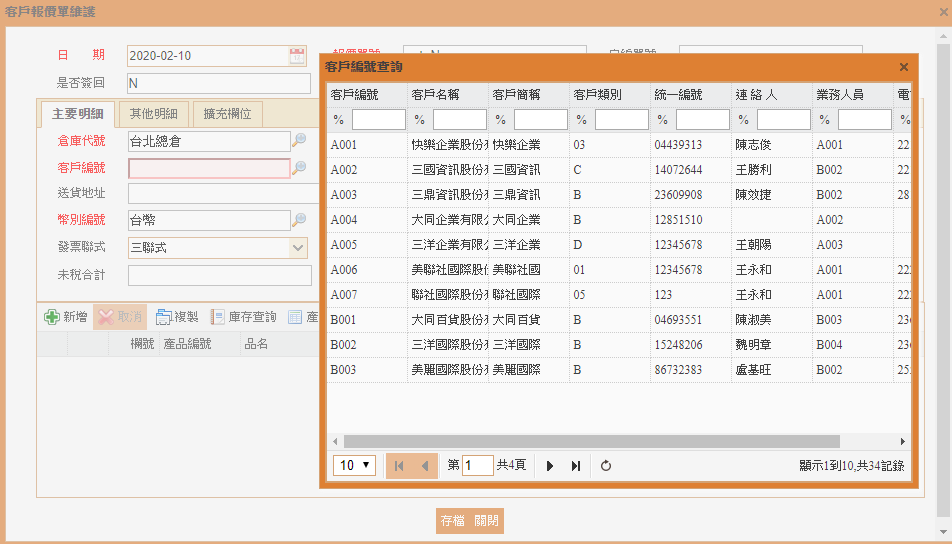 客戶報價單維護
日 期 2020-02-10
是否簽回 N
主要明細 其他明細 擴充欄位
倉庫代號 台北總倉
客戶編號
送貨地址
幣別編號 台幣
發票聯式 三聯式
未稅合計
新增 取消 複製 庫存查詢 產
欄號 產品編號 品名
客戶編號查詢
客戶編號 客戶名稱 客戶簡稱 客戶類別 統一編號 連 絡 人 業務人員
% % % % % % % %
A001 快樂企業股份 快樂企業 03 04439313 陳志俊 A001 22
A002 三國資訊股份 三國資訊 C 14072644 王勝利 B002 22
A003 三鼎資訊股份 三鼎資訊 B 23609908 陳效捷 B002 28
A004 大同企業有限 大同企業 B 12851510 A002
A005 三洋企業有限 三洋企業 D 12345678 王朝陽 A003
A006 美聯社國際股 美聯社國 01 12345678 王永和 A001 22
A007 聯社國際股份 聯社國際 05 123 王永和 A001 22
B001 大同百貨股份 大同百貨 B 04693551 陳淑美 B003 23
B002 三洋國際股份 三洋國際 B 15248206 魏明章 B004 23
B003 美麗國際股份 美麗國際 B 86732383 盧基旺 B002 25
10 第 1 共4頁 顯示1到10,共34記錄
存檔 關閉